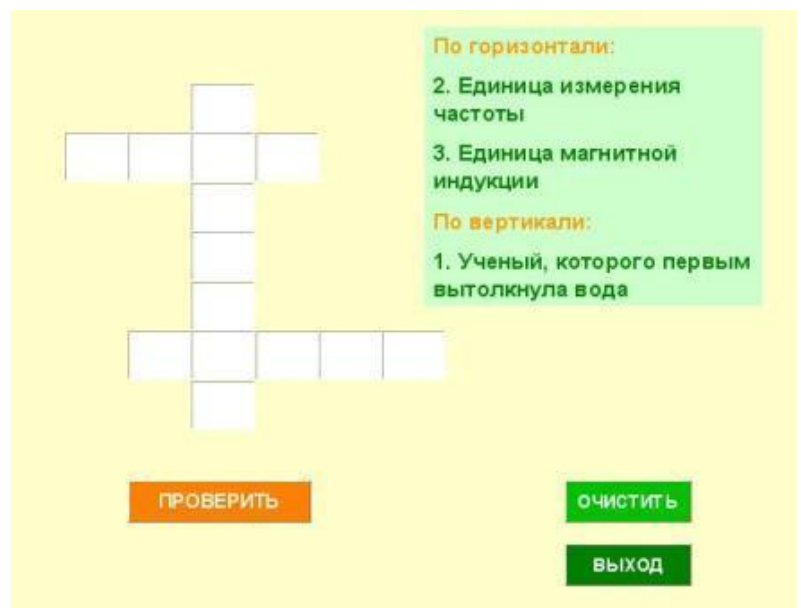 По горизонтали:
2. Единица измерения
частоты
3. Единица магнитной
индукции
По вертикали:
1. Ученый, которого первым
вытолкнула вода
ПРОВЕРИТЬ
ОЧИСТИТЬ
ВЫХОД